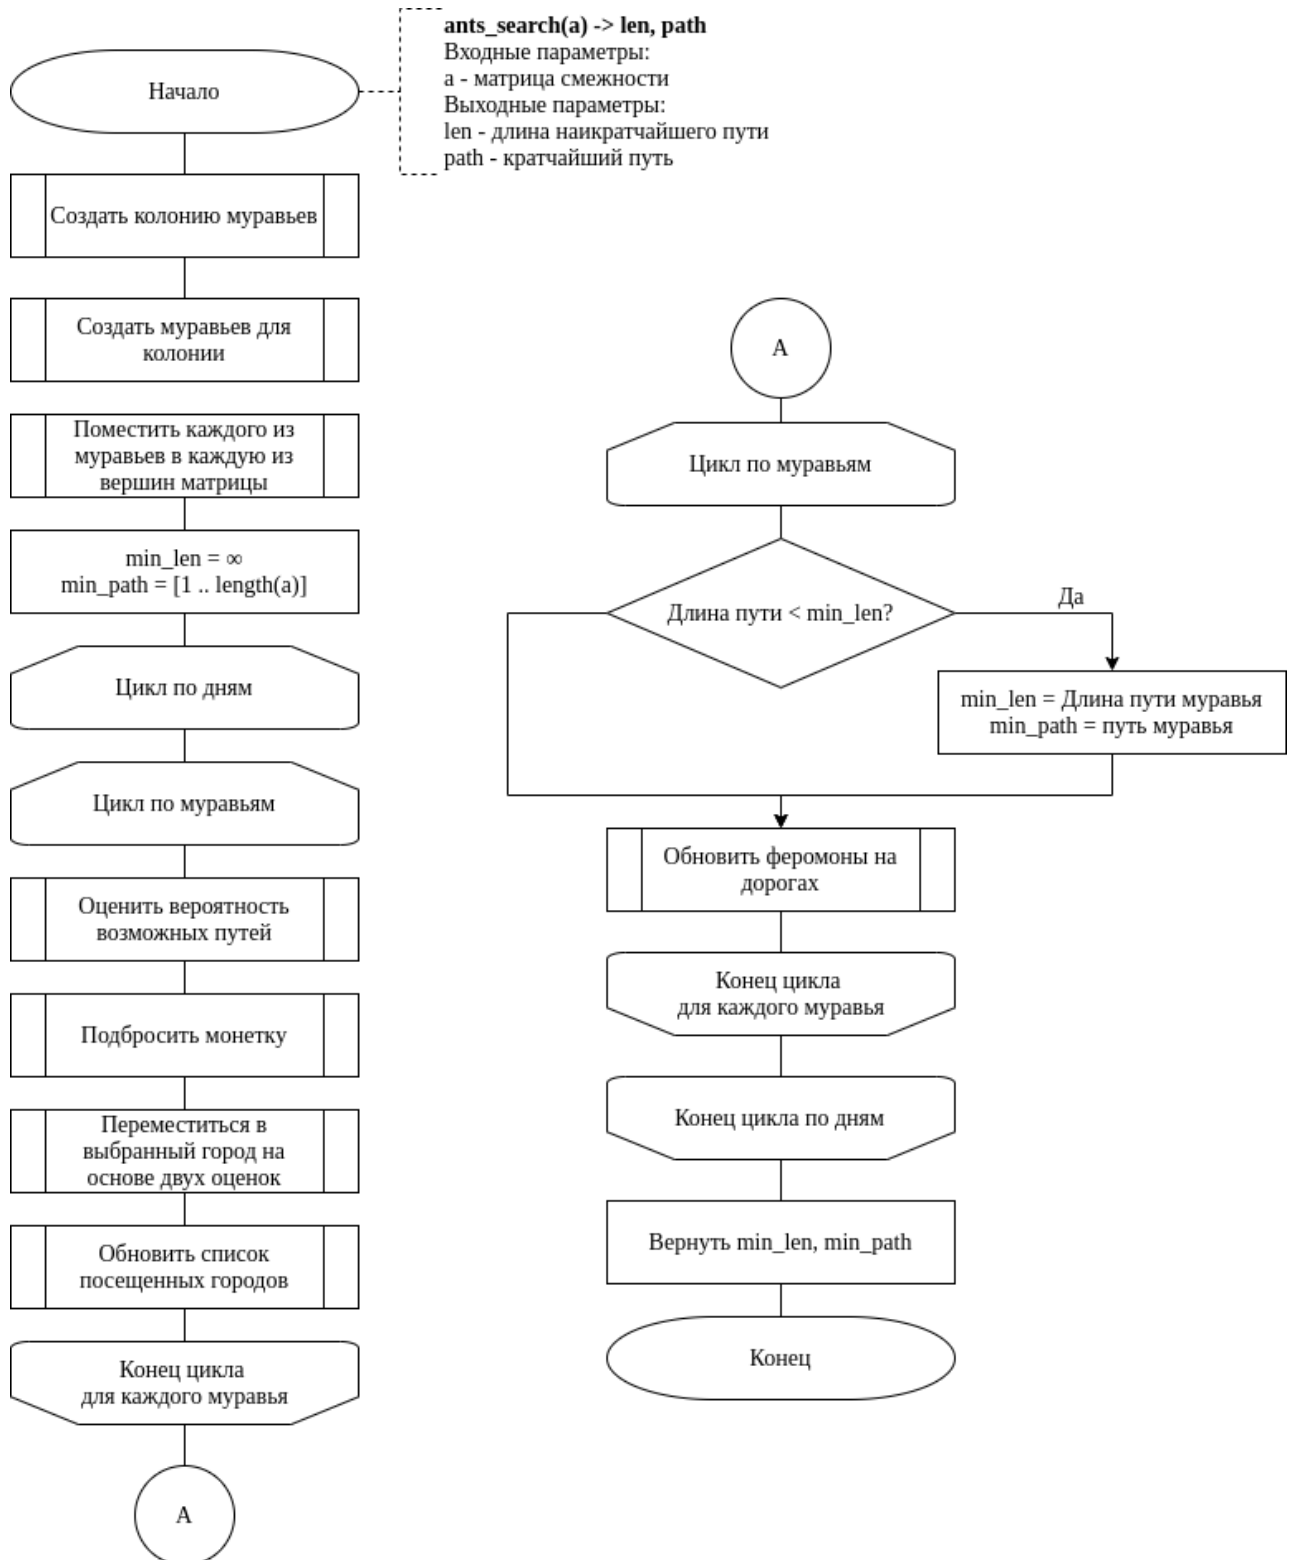 ants_search(a) -> len, path
Входные параметры:
a - матрица смежности
Выходные параметры:
len - длина наикратчайшего пути
path - кратчайший путь
Начало
Создать колонию муравьев
Создать муравьев для
колонии
Поместить каждого из
муравьев в каждую из
вершин матрицы
min_len = ∞
min_path = [1 .. length(a)]
Цикл по дням
Цикл по муравьям
Оценить вероятность
возможных путей
Подбросить монетку
Переместиться в
выбранный город на
основе двух оценок
Обновить список
посещенных городов
Конец цикла
для каждого муравья
A
A
Цикл по муравьям
Длина пути < min_len?
Да
min_len = Длина пути муравья
min_path = путь муравья
Обновить феромоны на
дорогах
Конец цикла
для каждого муравья
Конец цикла по дням
Вернуть min_len, min_path
Конец